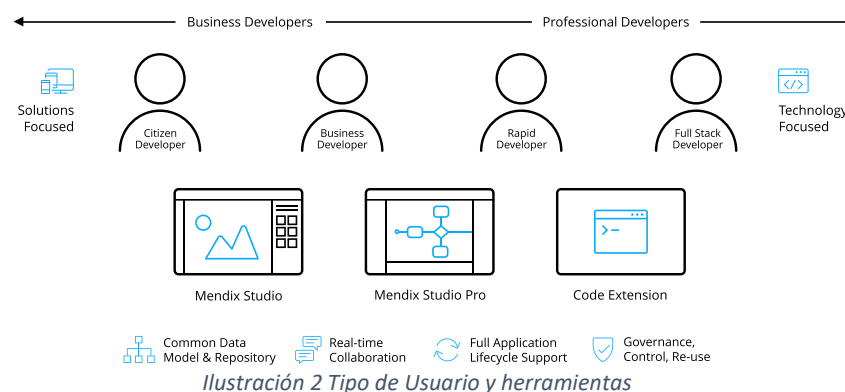 Business Developers
Professional Developers
Solutions
Focused
Citizen
Developer
Business
Developer
Rapid
Developer
Full Stack
Developer
Technology
Focused
Mendix Studio
Mendix Studio Pro
Code Extension
Common Data
Model & Repository
Real-time
Collaboration
Full Application
Lifecycle Support
Governance,
Control, Re-use
Ilustración 2 Tipo de Usuario y herramientas